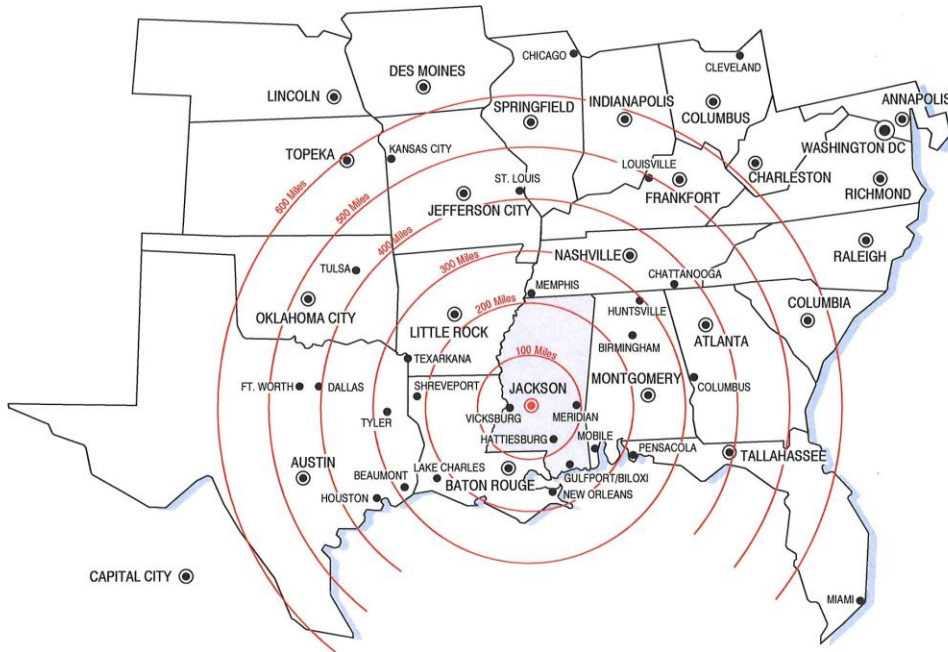 CHICAGO
CLEVELAND
DES MOINES
LINCOLN
SPRINGFIELD
INDIANAPOLIS
COLUMBUS
ANNAPOLIS
WASHINGTON DC
TOPEKA
KANSAS CITY
LOUISVILLE
CHARLESTON
ST. LOUIS
FRANKFORT
RICHMOND
JEFFERSON CITY
600 Miles
500 Miles
400 Miles
300 Miles
200 Miles
100 Miles
NASHVILLE
RALEIGH
TULSA
CHATTANOOGA
MEMPHIS
OKLAHOMA CITY
LITTLE ROCK
HUNTSVILLE
COLUMBIA
ATLANTA
BIRMINGHAM
TEXARKANA
FT. WORTH
DALLAS
SHREVEPORT
JACKSON
MONTGOMERY
COLUMBUS
TYLER
VICKSBURG
MERIDIAN
HATTIESBURG
MOBILE
PENSACOLA
TALLAHASSEE
AUSTIN
BEAUMONT
LAKE CHARLES
BATON ROUGE
GULFPORT/BILOXI
HOUSTON
NEW ORLEANS
CAPITAL CITY
MIAMI